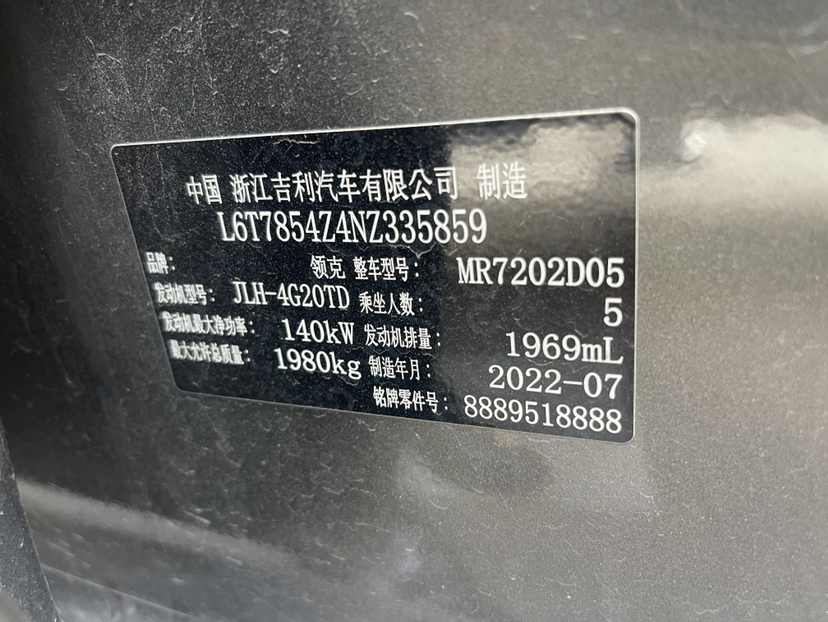 中国 浙江吉利汽车有限公司 制造
L6T7854Z4NZ335859
品牌: 领克 整车型号: MR7202D05
发动机型号: JLH-4G20TD 乘坐人数: 5
发动机最大净功率: 140kW 发动机排量: 1969mL
最大允许总质量: 1980kg 制造年月: 2022-07
铭牌零件号: 8889518888